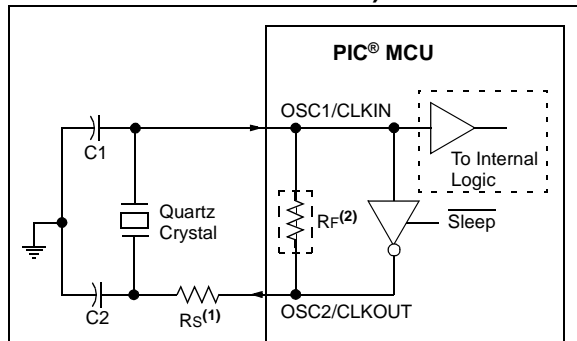 PIC® MCU
OSC1/CLKIN
C1
To Internal
Logic
Quartz
Crystal
RF(2)
Sleep
C2
RS(1)
OSC2/CLKOUT